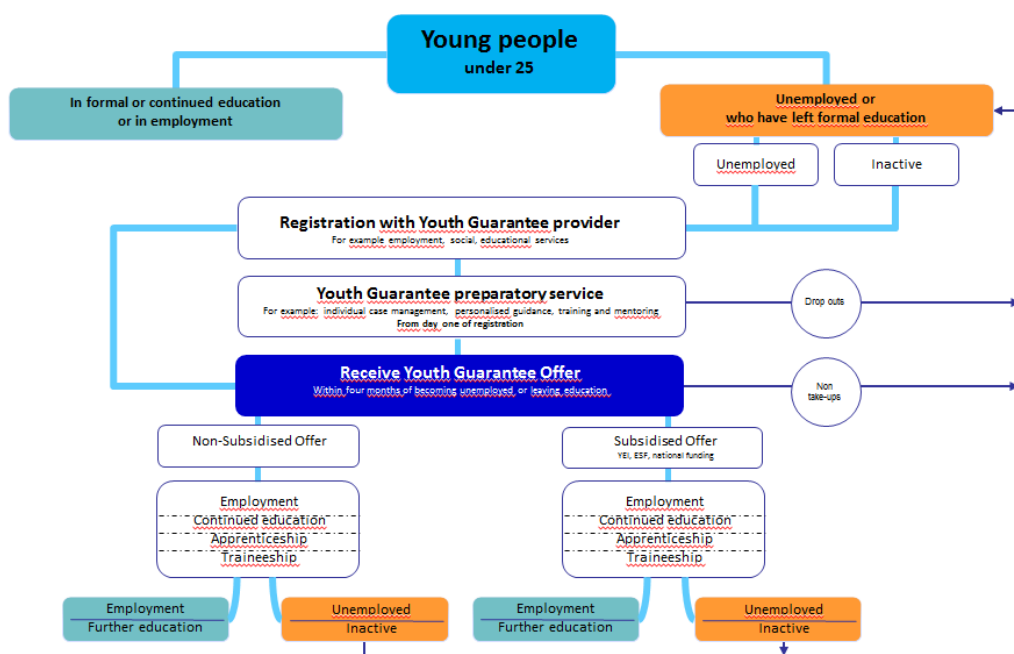 Young people
under 25
In formal or continued education
or in employment
Unemployed or
who have left formal education
Unemployed
Inactive
Registration with Youth Guarantee provider
For example employment, social, educational services
Youth Guarantee preparatory service
For example: individual case management, personalised guidance, training and mentoring
From day one of registration
Drop outs
Receive Youth Guarantee Offer
Within four months of becoming unemployed or leaving education
Non
take-ups
Non-Subsidised Offer
Subsidised Offer
YEI, ESF, national funding
Employment
Continued education
Apprenticeship
Traineeship
Employment
Continued education
Apprenticeship
Traineeship
Employment
Further education
Unemployed
Inactive
Employment
Further education
Unemployed
Inactive